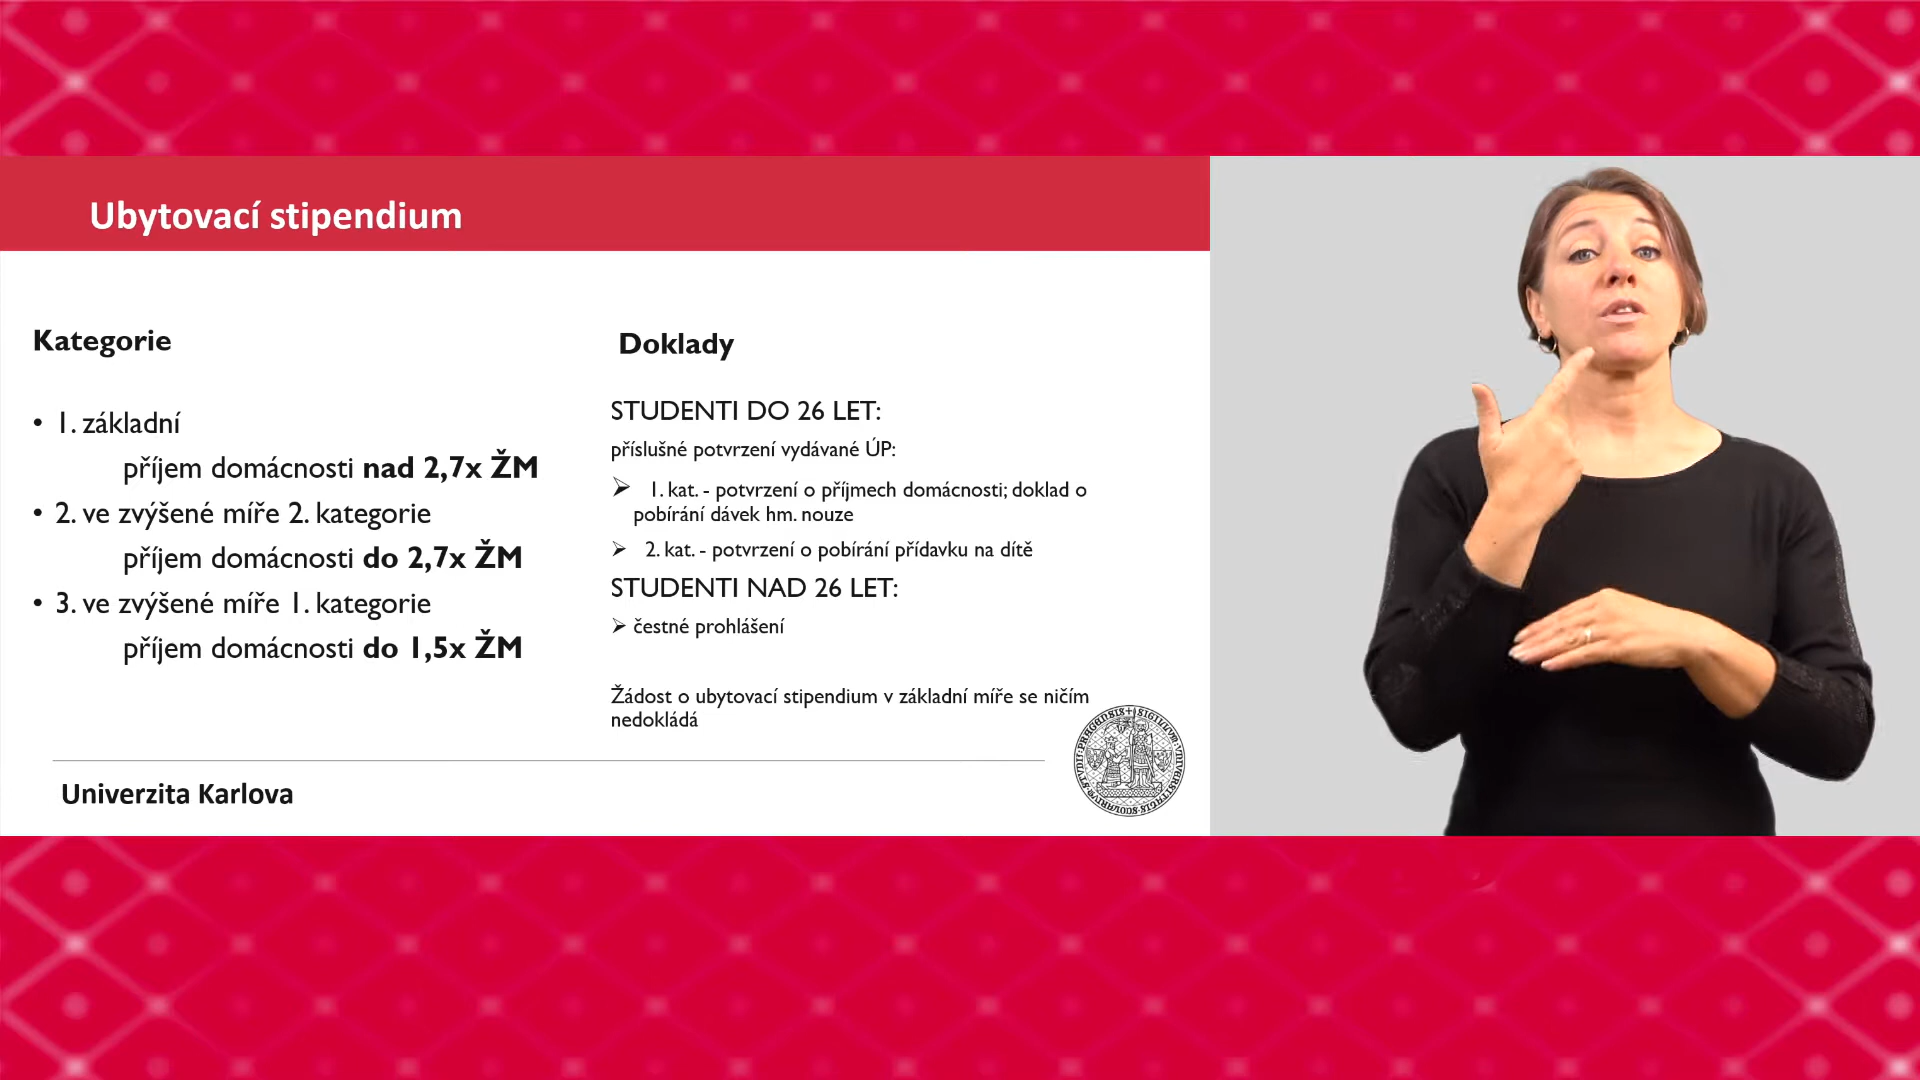 Ubytovací stipendium
Kategorie
• 1. základní
příjem domácnosti nad 2,7x ŽM
• 2. ve zvýšené míře 2. kategorie
příjem domácnosti do 2,7x ŽM
• 3. ve zvýšené míře 1. kategorie
příjem domácnosti do 1,5x ŽM
Doklady
STUDENTI DO 26 LET:
příslušné potvrzení vydávané ÚP:
➢ 1. kat. - potvrzení o příjmech domácnosti; doklad o
pobírání dávek hm. nouze
➢ 2. kat. - potvrzení o pobírání přídavku na dítě
STUDENTI NAD 26 LET:
➢ čestné prohlášení
Žádost o ubytovací stipendium v základní míře se ničím
nedokládá
Univerzita Karlova